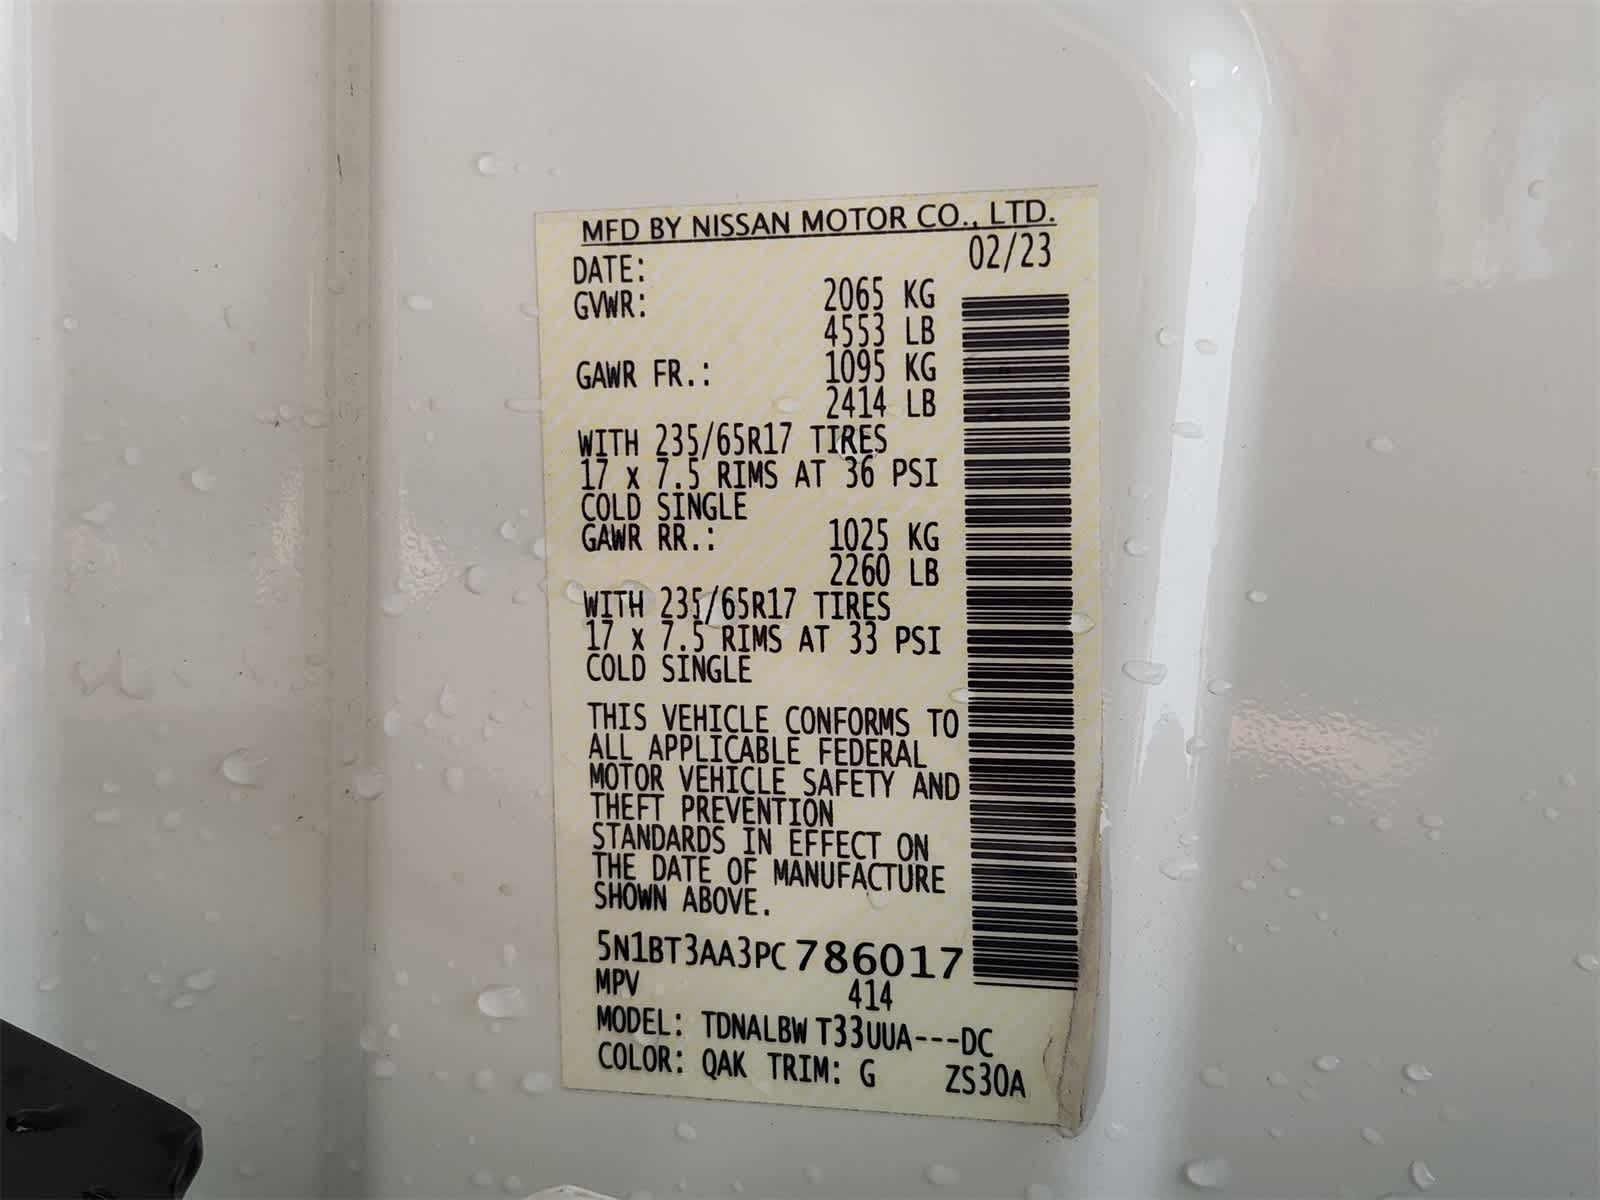 MFD BY NISSAN MOTOR CO., LTD.
DATE: 02/23
GVWR: 2065 KG
4553 LB
GAWR FR.: 1095 KG
2414 LB
WITH 235/65R17 TIRES
17 x 7.5 RIMS AT 36 PSI
COLD SINGLE
GAWR RR.: 1025 KG
2260 LB
WITH 235/65R17 TIRES
17 x 7.5 RIMS AT 33 PSI
COLD SINGLE
THIS VEHICLE CONFORMS TO
ALL APPLICABLE FEDERAL
MOTOR VEHICLE SAFETY AND
THEFT PREVENTION
STANDARDS IN EFFECT ON
THE DATE OF MANUFACTURE
SHOWN ABOVE.
5N1BT3AA3PC786017
MPV 414
MODEL: TDNALBW T33UUA---DC
COLOR: QAK TRIM: G ZS30A